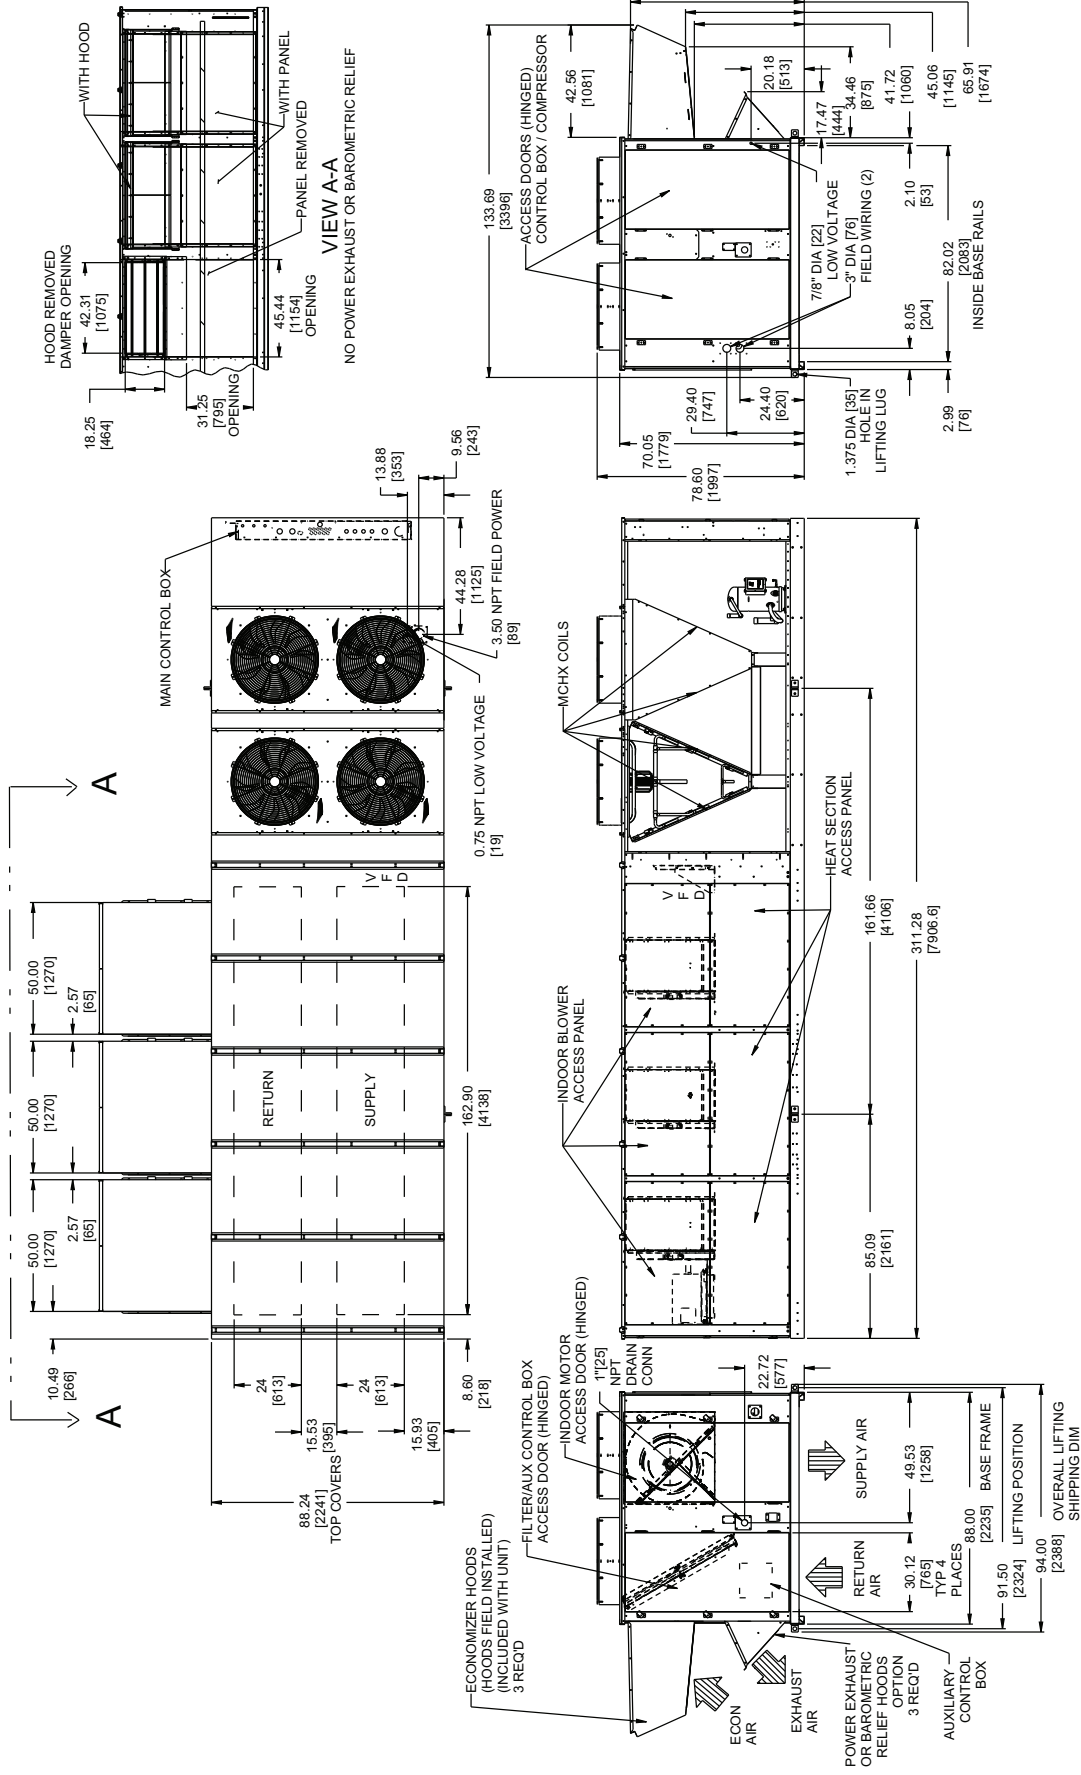 WITH HOOD
HOOD REMOVED
DAMPER OPENING
42.31
[1075]
18.25
[464]
31.25
[795]
OPENING
45.44
[1154]
OPENING
PANEL REMOVED
WITH PANEL
VIEW A-A
NO POWER EXHAUST OR BAROMETRIC RELIEF
A
A
10.49
[266]
50.00
[1270]
2.57
[65]
50.00
[1270]
2.57
[65]
50.00
[1270]
MAIN CONTROL BOX
RETURN
SUPPLY
V
F
D
24
[613]
24
[613]
15.53
[395]
15.93
[405]
88.24
[2241]
TOP COVERS
8.60
[218]
162.90
[4138]
13.88
[353]
9.56
[243]
44.28
[1125]
3.50 NPT FIELD POWER
[89]
0.75 NPT LOW VOLTAGE
[19]
133.69
[3396]
42.56
[1081]
ACCESS DOORS (HINGED)
CONTROL BOX / COMPRESSOR
20.18
[513]
17.47
[444]
34.46
[875]
41.72
[1060]
45.06
[1145]
65.91
[1674]
7/8" DIA [22]
LOW VOLTAGE
3" DIA [76]
FIELD WIRING (2)
2.10
[53]
82.02
[2083]
INSIDE BASE RAILS
8.05
[204]
2.99
[76]
29.40
[747]
24.40
[620]
70.05
[1779]
78.60
[1997]
1.375 DIA [35]
HOLE IN
LIFTING LUG
MCHX COILS
INDOOR BLOWER
ACCESS PANEL
V
F
D
HEAT SECTION
ACCESS PANEL
161.66
[4106]
85.09
[2161]
311.28
[7906.6]
ECONOMIZER HOODS
(HOODS FIELD INSTALLED)
(INCLUDED WITH UNIT)
3 REQ'D
FILTER/AUX CONTROL BOX
ACCESS DOOR (HINGED)
INDOOR MOTOR
ACCESS DOOR (HINGED)
1"[25]
NPT
DRAIN
CONN
22.72
[577]
ECON
AIR
EXHAUST
AIR
POWER EXHAUST
OR BAROMETRIC
RELIEF HOODS
OPTION
3 REQ'D
AUXILIARY
CONTROL
BOX
RETURN
AIR
SUPPLY AIR
30.12
[765]
TYP 4
PLACES
49.53
[1258]
88.00
[2235]
BASE FRAME
91.50
[2324]
LIFTING POSITION
94.00
[2388]
OVERALL LIFTING
SHIPPING DIM